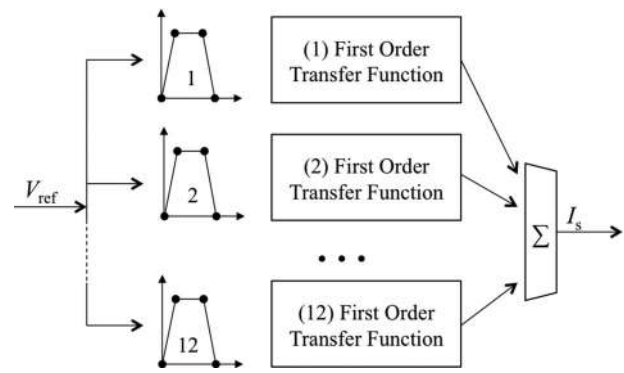 (1) First Order
Transfer Function
1
(2) First Order
Transfer Function
2
V_ref
I_s
Σ
• • •
(12) First Order
Transfer Function
12